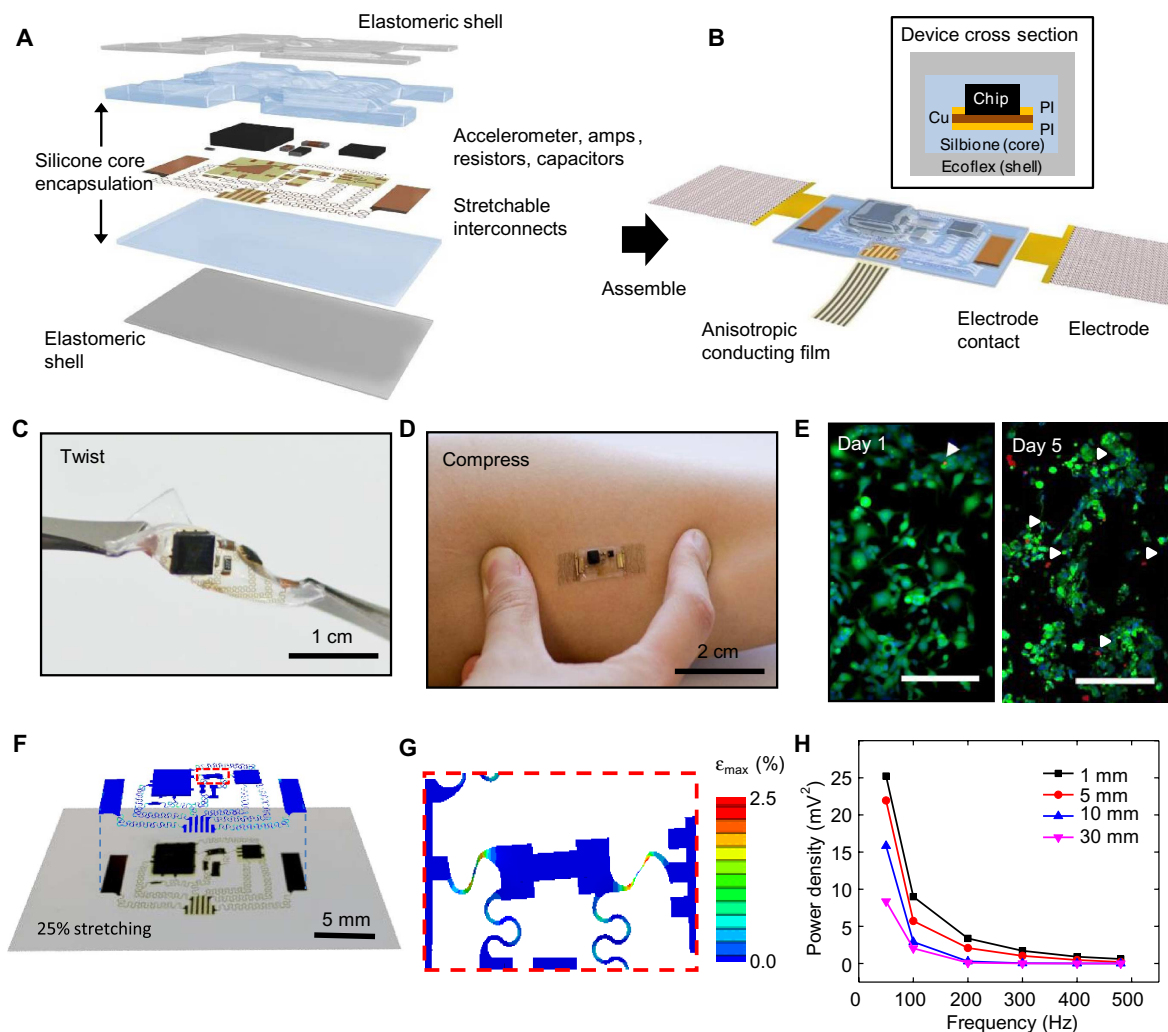 A
Elastomeric shell
Silicone core
encapsulation
Accelerometer, amps,
resistors, capacitors
Stretchable
interconnects
Elastomeric
shell
Assemble
B
Device cross section
Chip
Cu
PI
PI
Silbione (core)
Ecoflex (shell)
Anisotropic
conducting film
Electrode
contact
Electrode
C
Twist
1 cm
D
Compress
2 cm
E
Day 1
Day 5
F
25% stretching
5 mm
G
εmax (%)
2.5
0.0
H
Power density (mV²)
25
20
15
10
5
0
1 mm
5 mm
10 mm
30 mm
0 100 200 300 400 500
Frequency (Hz)